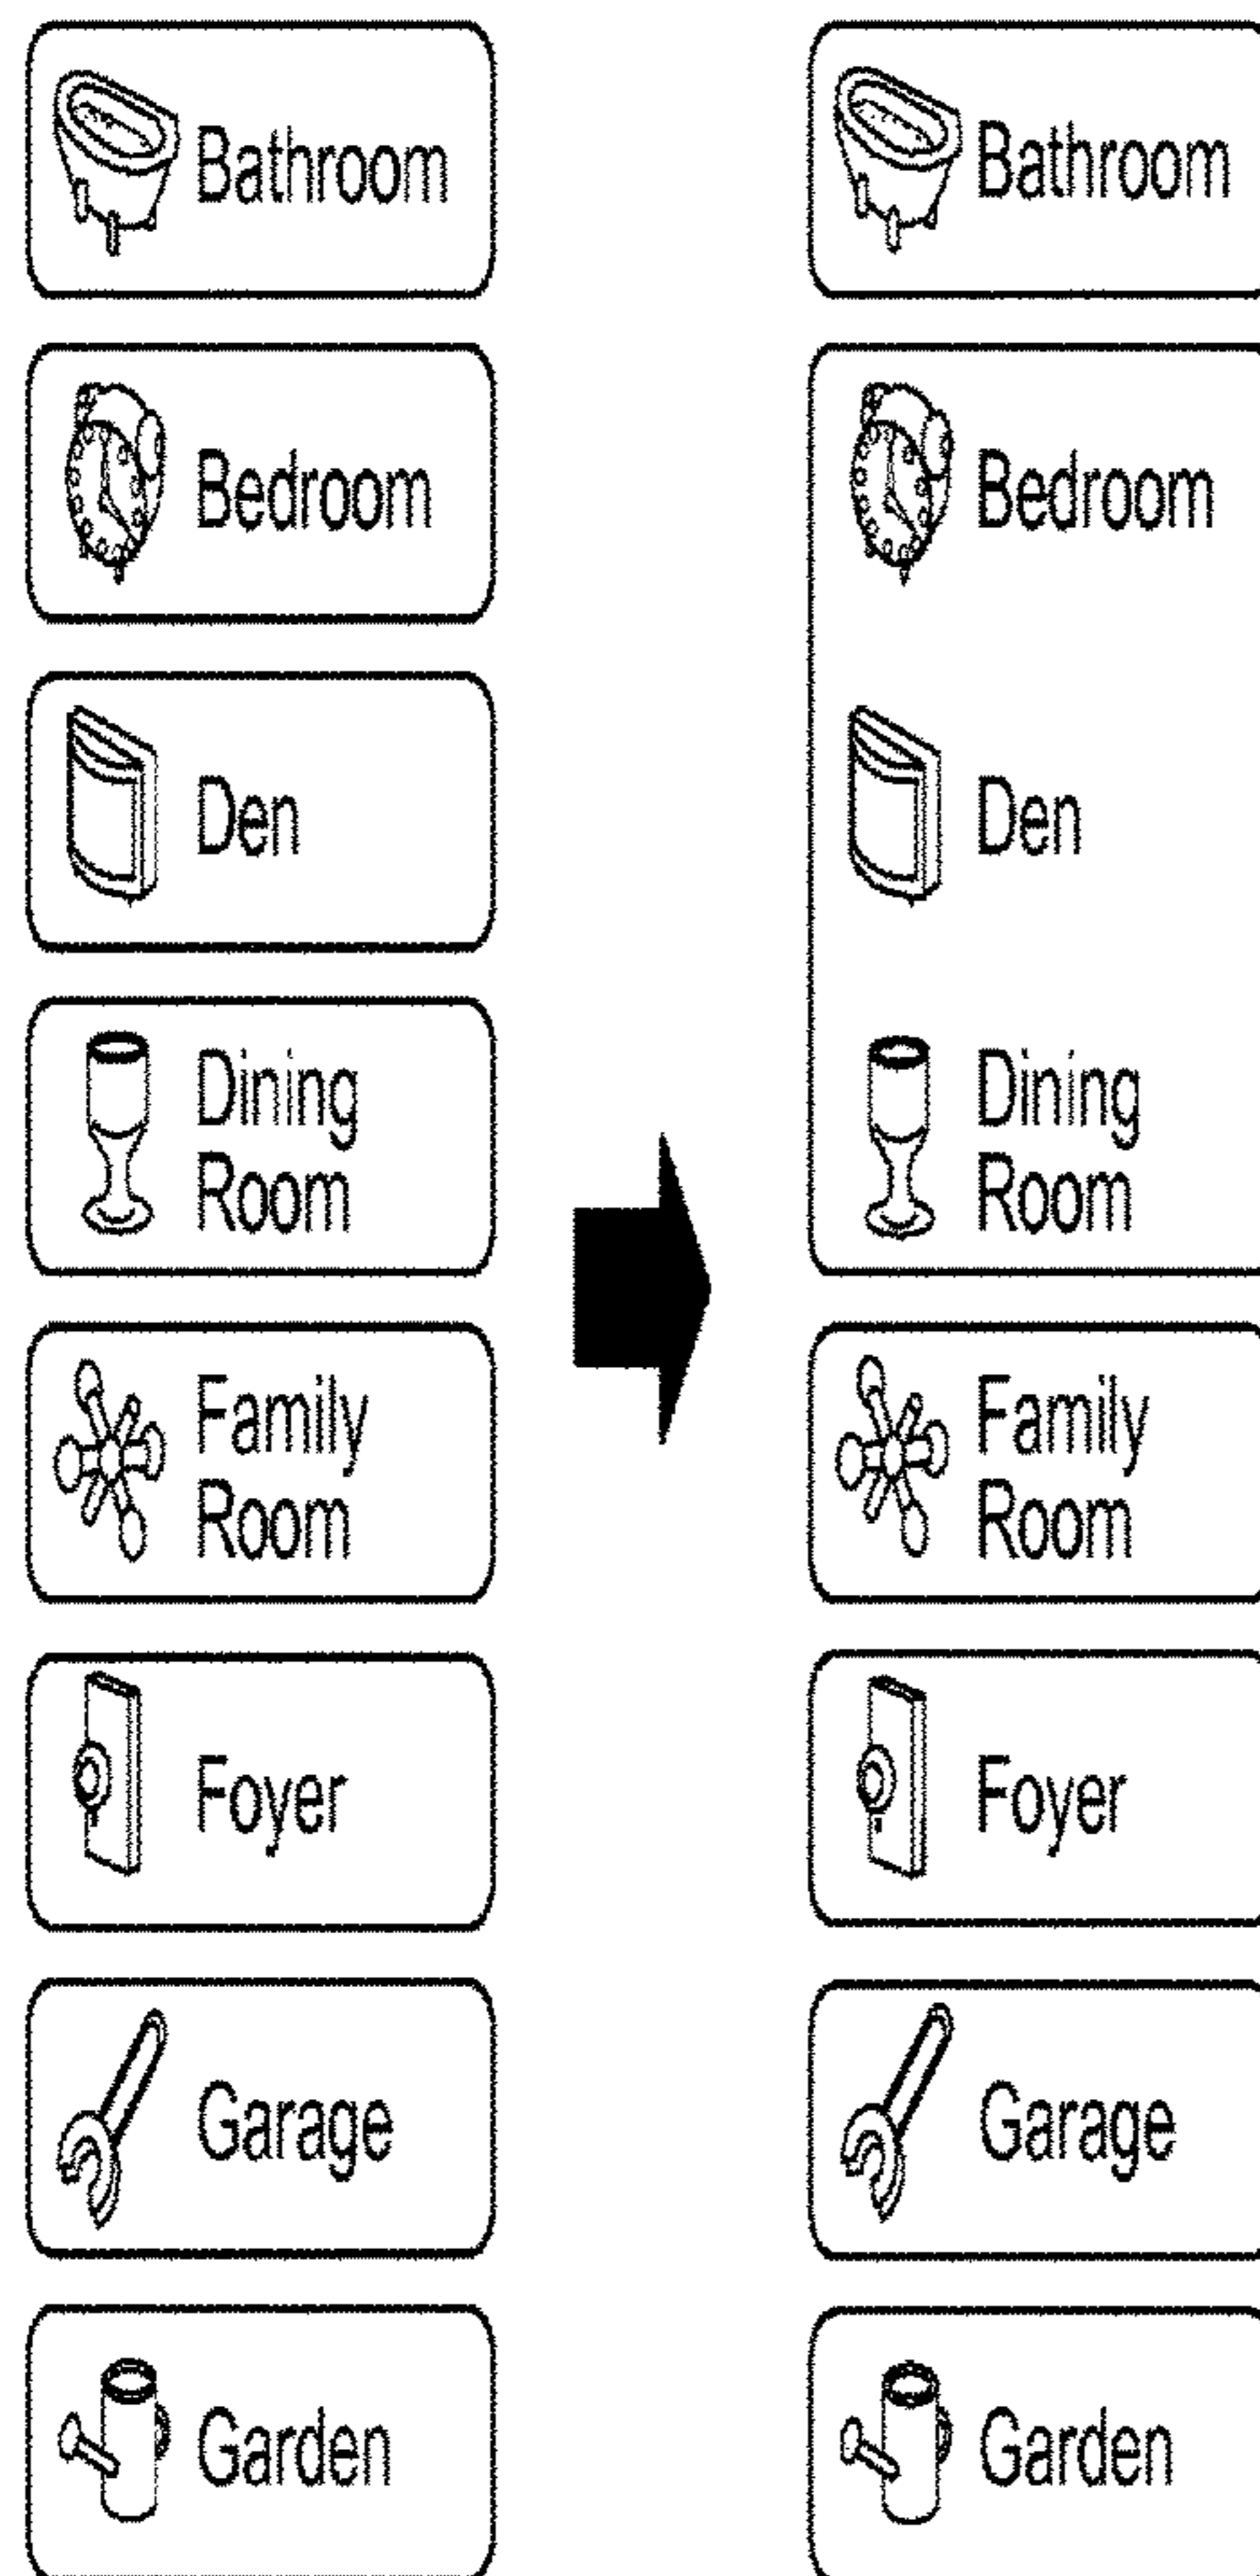 Bathroom
Bedroom
Den
Dining
Room
Family
Room
Foyer
Garage
Garden
Bathroom
Bedroom
Den
Dining
Room
Family
Room
Foyer
Garage
Garden